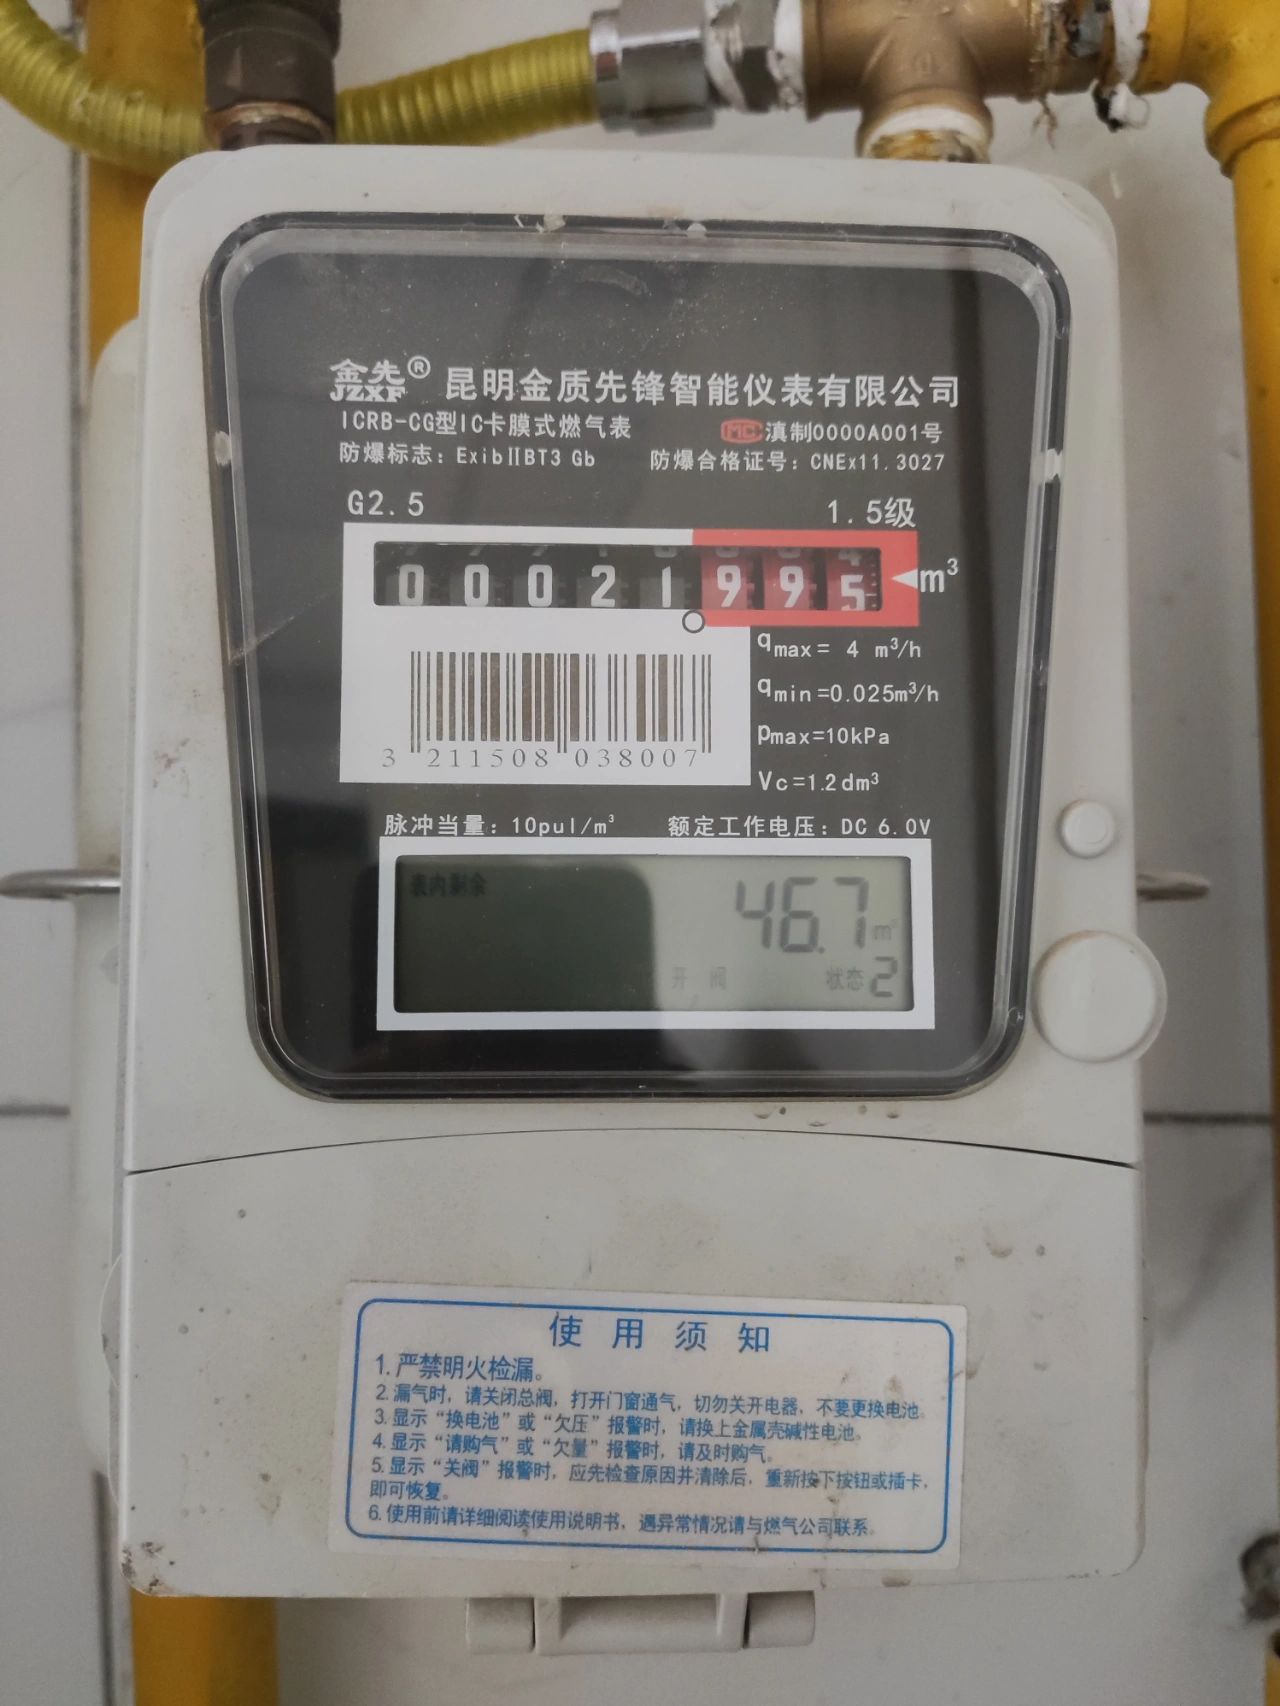 金先® 昆明金质先锋智能仪表有限公司
JZXF
ICRB-CG型IC卡膜式燃气表 MC 滇制0000A001号
防爆标志：ExibⅡBT3 Gb 防爆合格证号：CNEx11.3027
G2.5 1.5级
00021995 m³
qmax= 4 m³/h
qmin=0.025m³/h
pmax=10kPa
Vc=1.2dm³
3 211508 038007
脉冲当量：10pul/m³ 额定工作电压：DC 6.0V
表内剩余 46.7 m³
开 阀 状态2
使用须知
1.严禁明火检漏。
2.漏气时，请关闭总阀，打开门窗通气，切勿关开电器，不要更换电池。
3.显示“换电池”或“欠压”报警时，请换上金属壳碱性电池。
4.显示“请购气”或“欠量”报警时，请及时购气。
5.显示“关阀”报警时，应先检查原因并清除后，重新按下按钮或插卡，
即可恢复。
6.使用前请详细阅读使用说明书，遇异常情况请与燃气公司联系。